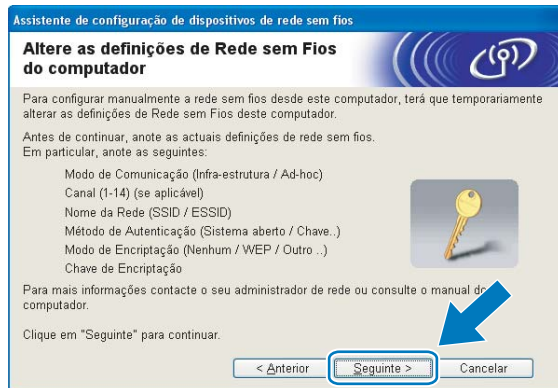 Assistente de configuração de dispositivos de rede sem fios
Altere as definições de Rede sem Fios
do computador
Para configurar manualmente a rede sem fios desde este computador, terá que temporariamente
alterar as definições de Rede sem Fios deste computador.
Antes de continuar, anote as actuais definições de rede sem fios.
Em particular, anote as seguintes:
Modo de Comunicação (Infra-estrutura / Ad-hoc)
Canal (1-14) (se aplicável)
Nome da Rede (SSID / ESSID)
Método de Autenticação (Sistema aberto / Chave..)
Modo de Encriptação (Nenhum / WEP / Outro ..)
Chave de Encriptação
Para mais informações contacte o seu administrador de rede ou consulte o manual do
computador.
Clique em "Seguinte" para continuar.
< Anterior
Seguinte >
Cancelar